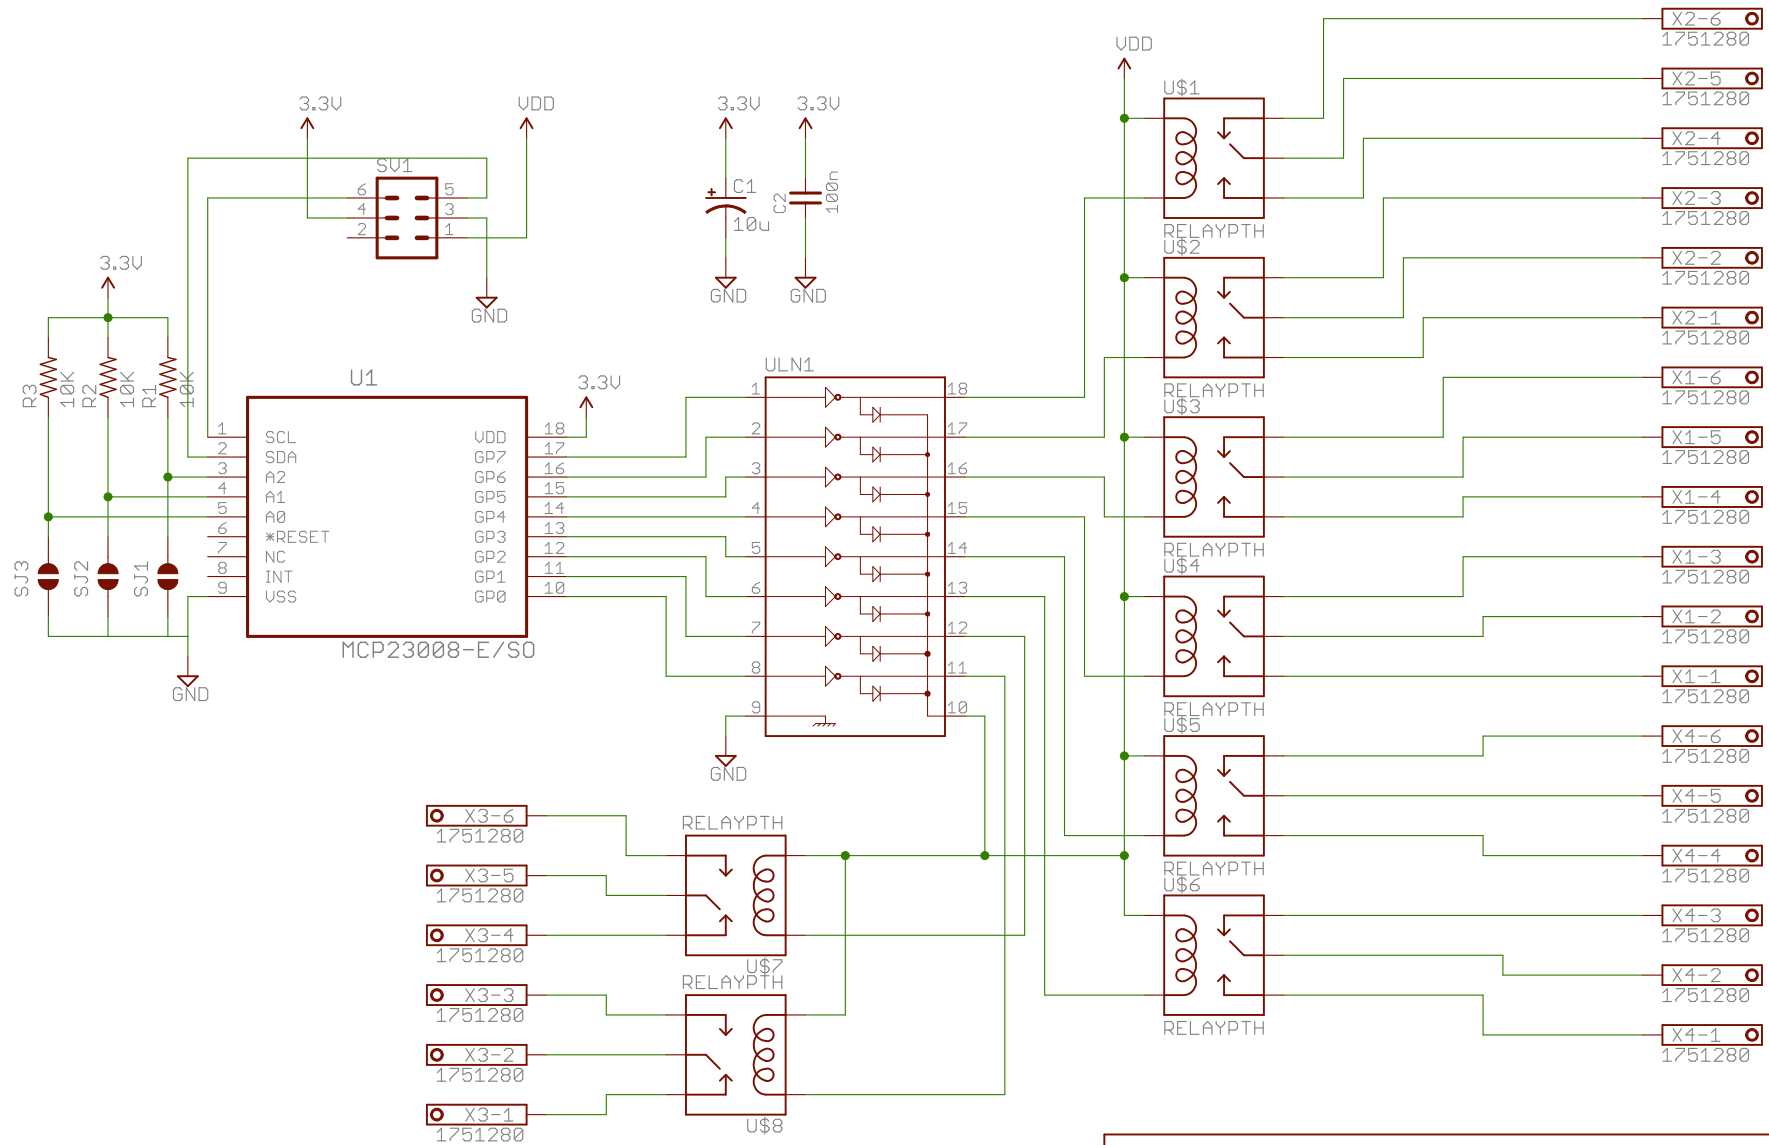 X2-6
1751280
X2-5
1751280
X2-4
1751280
X2-3
1751280
X2-2
1751280
X2-1
1751280
X1-6
1751280
X1-5
1751280
X1-4
1751280
X1-3
1751280
X1-2
1751280
X1-1
1751280
X4-6
1751280
X4-5
1751280
X4-4
1751280
X4-3
1751280
X4-2
1751280
X4-1
1751280
VDD
U$1
RELAYPTH
U$2
RELAYPTH
U$3
RELAYPTH
U$4
RELAYPTH
U$5
RELAYPTH
U$6
RELAYPTH
3.3V
VDD
SV1
6 5
4 3
2 1
GND
3.3V
3.3V
C1
10u
C2
100n
GND
GND
3.3V
R3
10K
R2
10K
R1
10K
SJ3
SJ2
SJ1
GND
U1
3.3V
1 SCL VDD 18
2 SDA GP7 17
3 A2 GP6 16
4 A1 GP5 15
5 A0 GP4 14
6 *RESET GP3 13
7 NC GP2 12
8 INT GP1 11
9 VSS GP0 10
MCP23008-E/SO
ULN1
1 18
2 17
3 16
4 15
5 14
6 13
7 12
8 11
9 10
GND
X3-6
1751280
X3-5
1751280
X3-4
1751280
X3-3
1751280
X3-2
1751280
X3-1
1751280
RELAYPTH
U$7
RELAYPTH
U$8